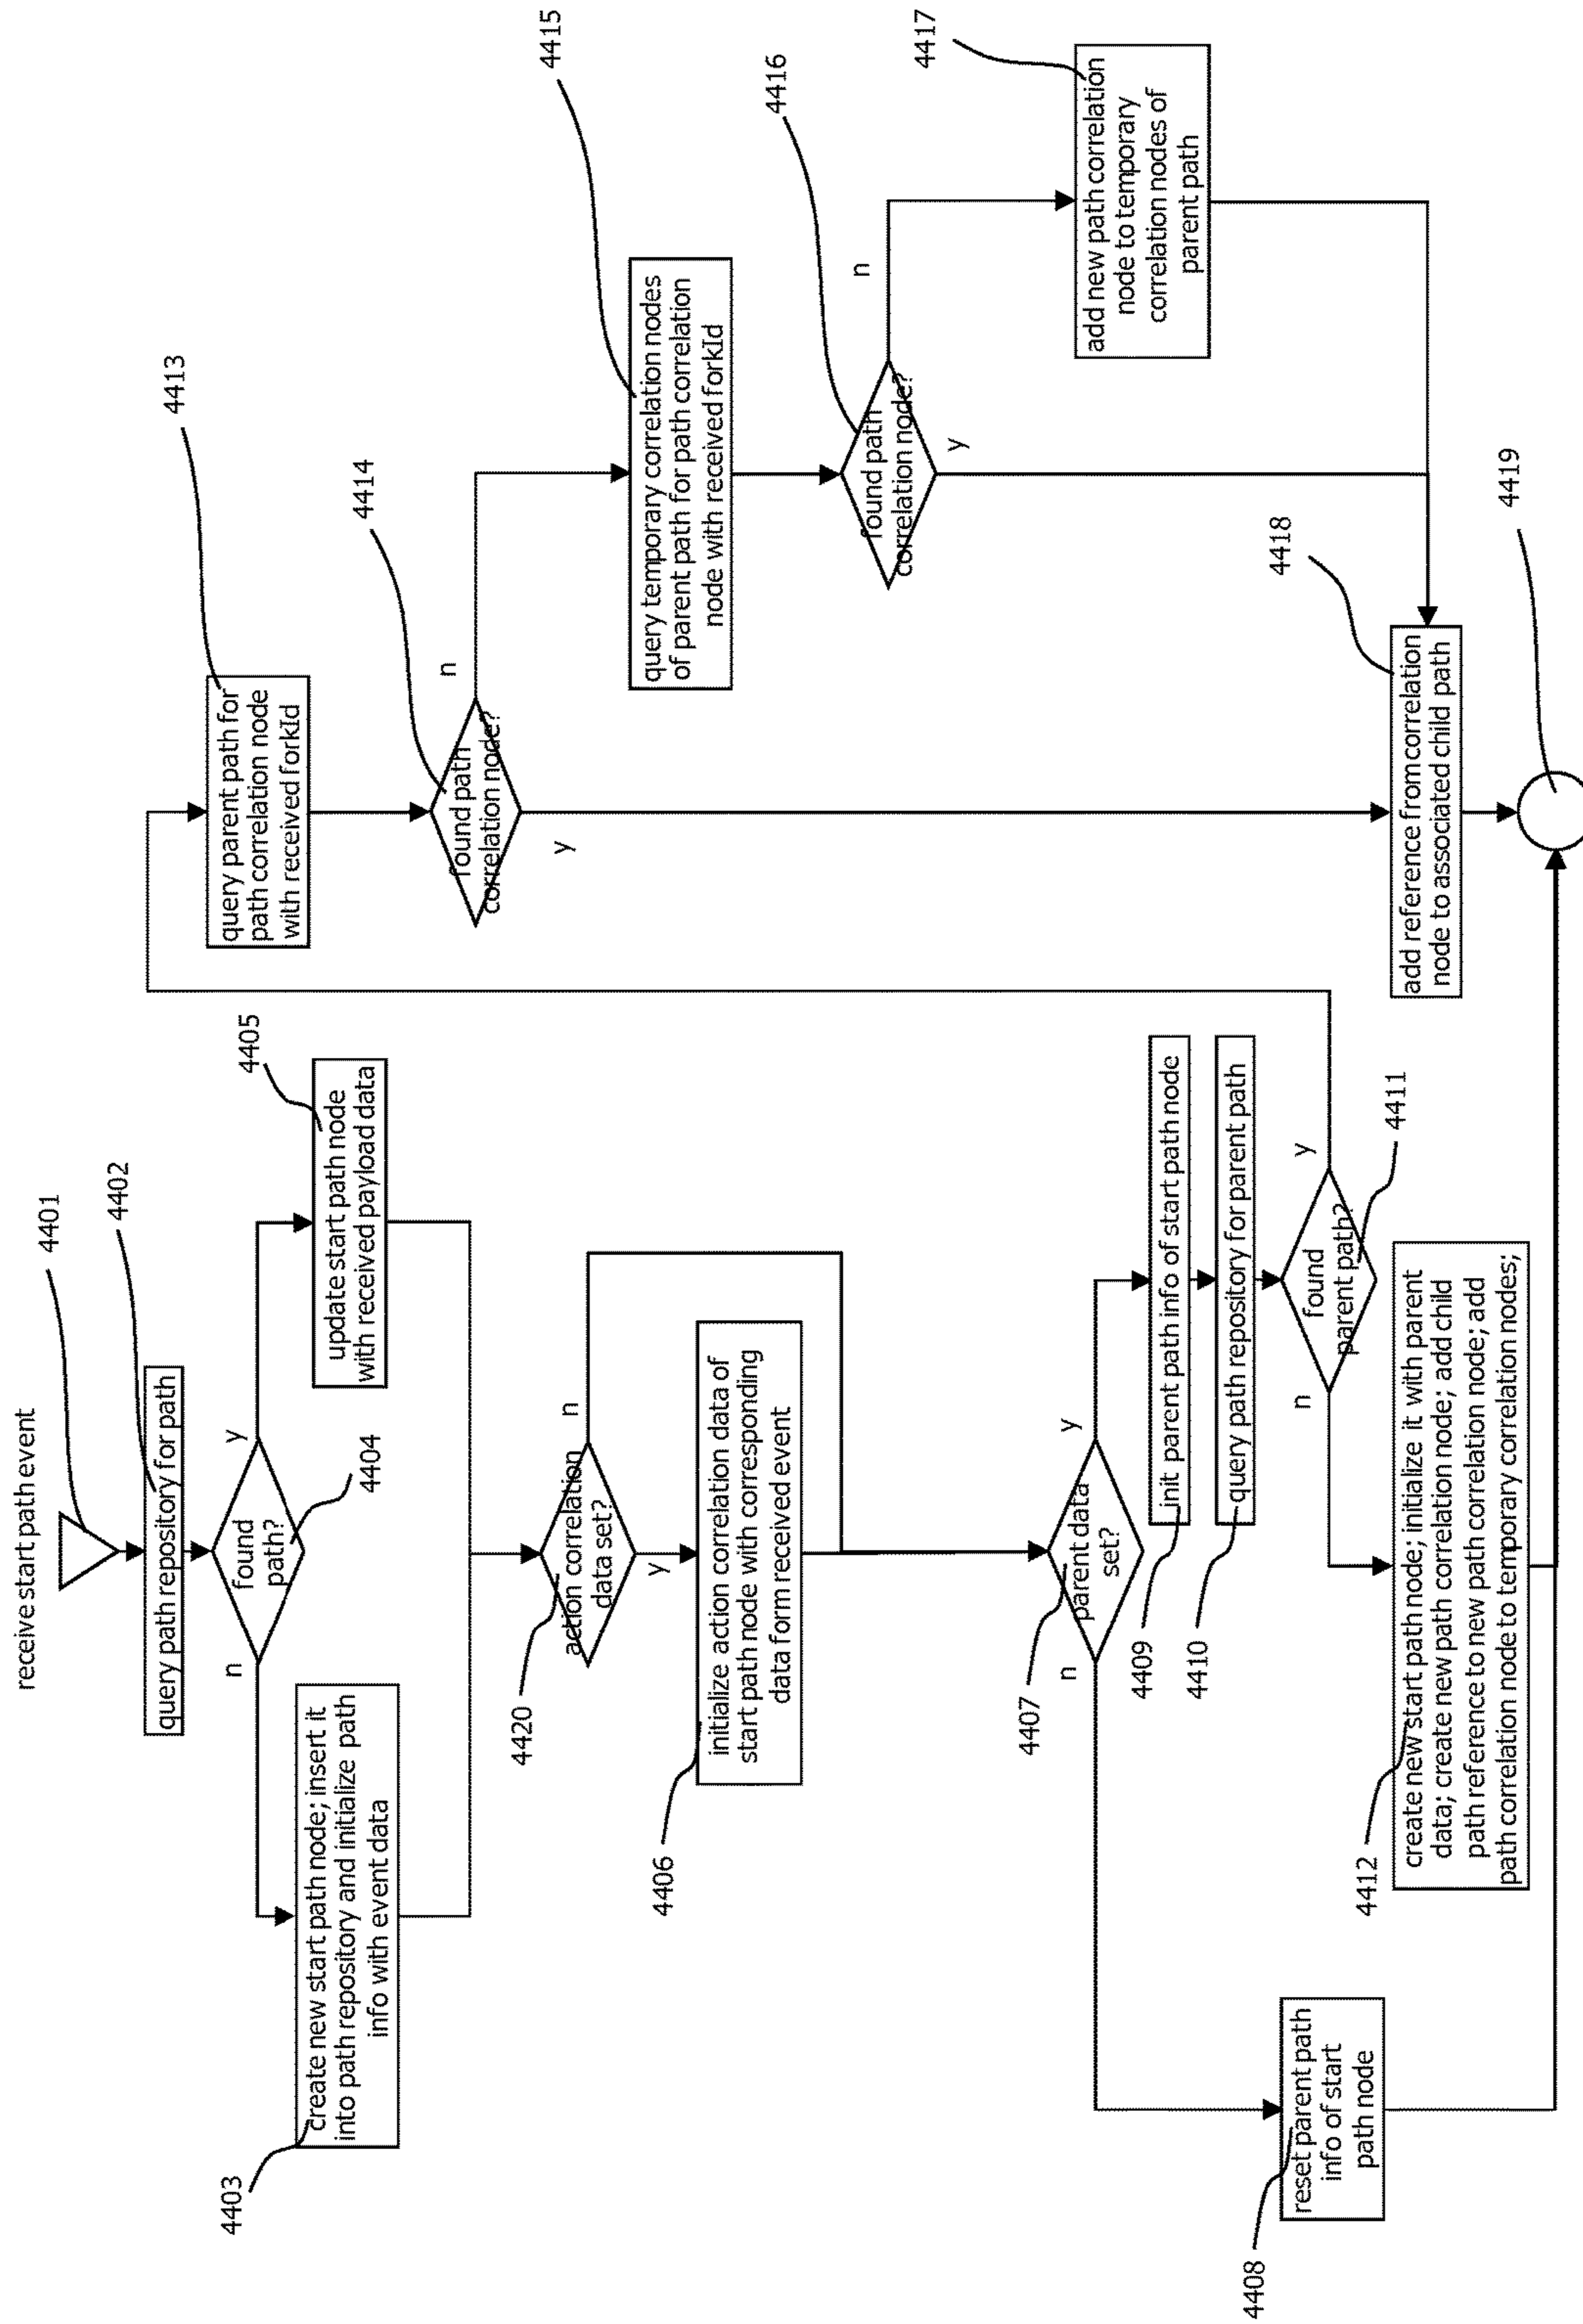 receive start path event
4401
4402
query path repository for path
found
path?
n
y
4404
4403
create new start path node; insert it
into path repository and initialize path
info with event data
4405
update start path node
with received payload data
4420
action correlation
data set?
n
y
4406
initialize action correlation data of
start path node with corresponding
data form received event
4407
parent data
set?
n
y
4408
reset parent path
info of start
path node
4409
init parent path info of start path node
4410
query path repository for parent path
found
parent path?
n
y
4411
4412
create new start path node; initialize it with parent
data; create new path correlation node; add child
path reference to new path correlation node; add
path correlation node to temporary correlation nodes;
4413
query parent path for
path correlation node
with received forkId
4414
found path
correlation node?
n
y
4415
query temporary correlation nodes
of parent path for path correlation
node with received forkId
4416
found path
correlation node?
n
y
4417
add new path correlation
node to temporary
correlation nodes of
parent path
4418
add reference from correlation
node to associated child path
4419